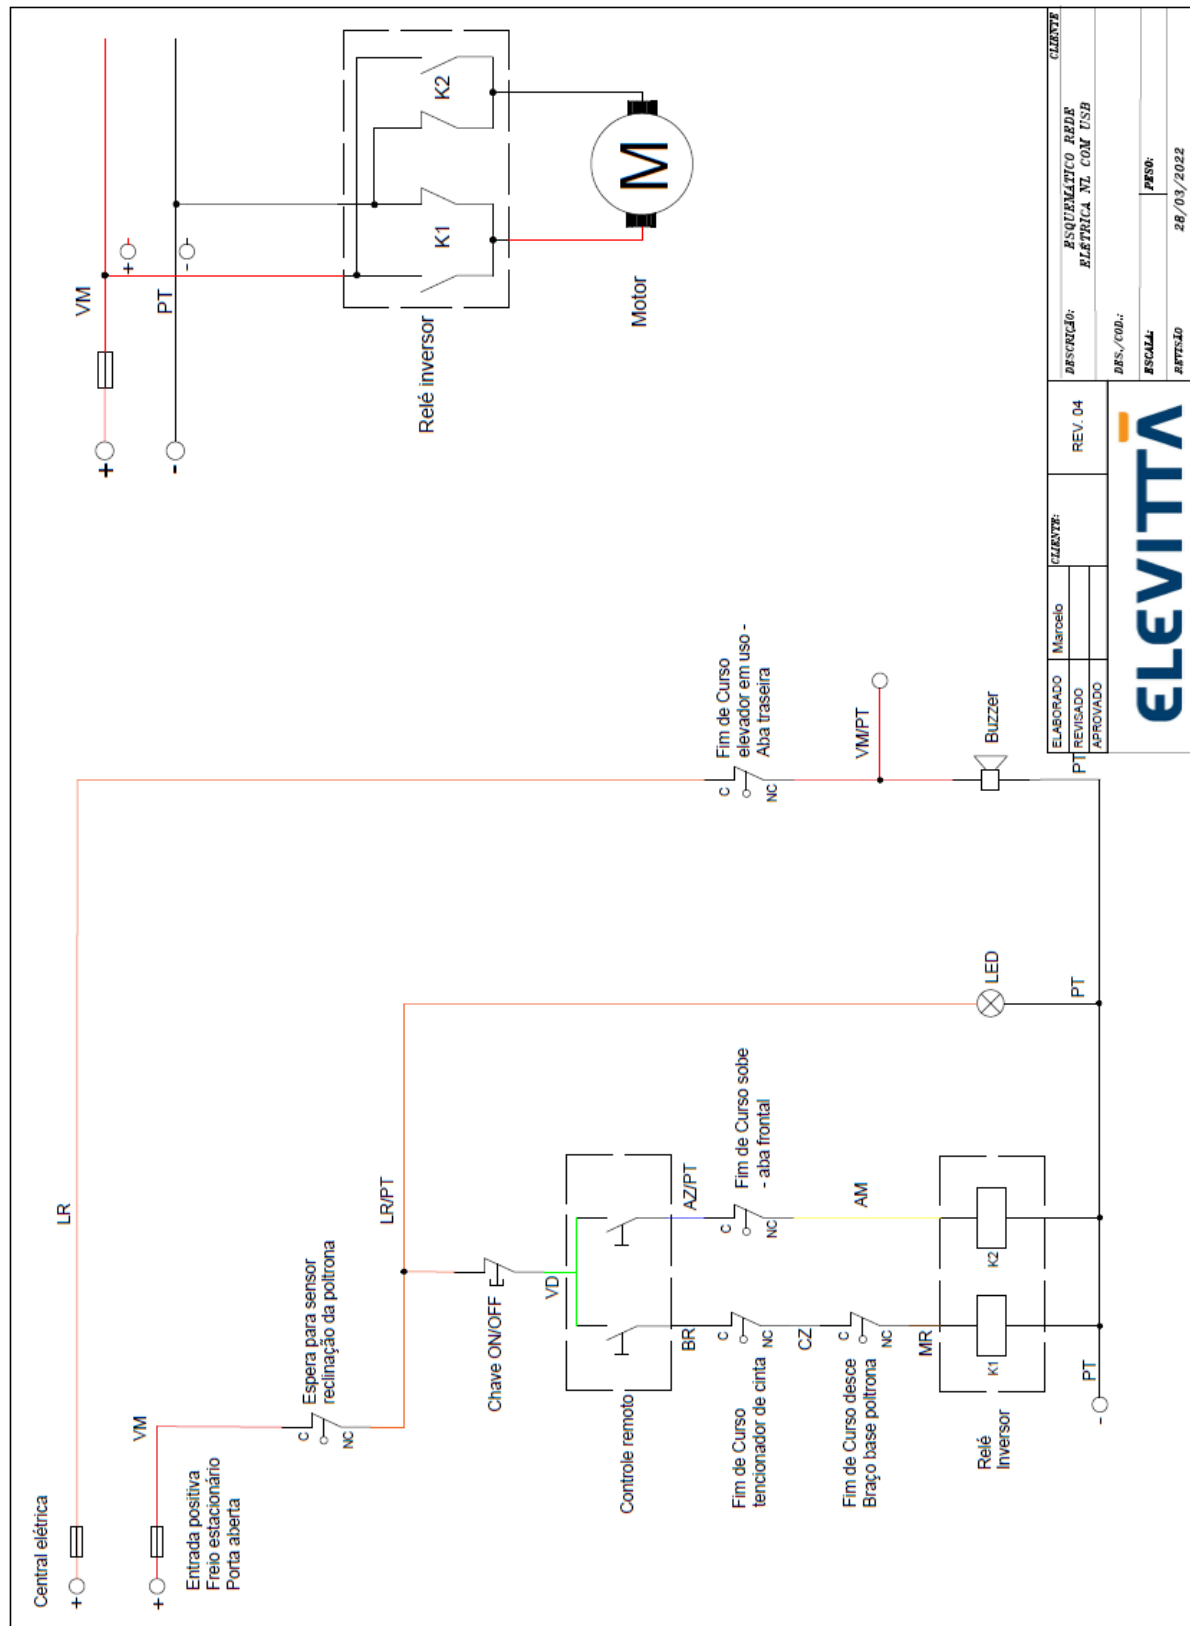 Central elétrica
+
LR
+
VM
Entrada positiva
Freio estacionário
Porta aberta
Espera para sensor
reclinação da poltrona
C
NC
LR/PT
Chave ON/OFF
VD
Controle remoto
BR
AZ/PT
Fim de Curso
tencionador de cinta
C
NC
CZ
Fim de Curso sobe
- aba frontal
C
NC
AM
Fim de Curso desce
Braço base poltrona
C
NC
MR
Relé
Inversor
K1
K2
PT
-
LED
PT
Fim de Curso
elevador em uso -
Aba traseira
C
NC
VM/PT
Buzzer
PT
+
-
VM
PT
+
-
Relé inversor
K1
K2
Motor
M
ELABORADO
Marcelo
REVISADO
APROVADO
CLIENTE:
REV. 04
ELEVITTA
DESCRIÇÃO:
ESQUEMÁTICO REDE
ELÉTRICA NL COM USB
CLIENTE
DES./COD.:
ESCALA:
PESO:
REVISÃO
28/03/2022